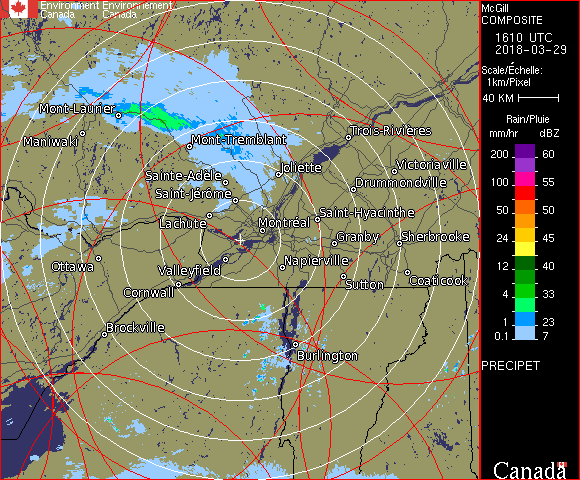 Environment Environnement
Canada Canada
McGill
COMPOSITE
1610 UTC
2018-03-29
Scale/Échelle:
1km/Pixel
40 KM
Rain/Pluie
mm/hr dBZ
200 60
100 55
50 50
24 45
12 40
4 33
1 23
0.1 7
PRECIPET
Canada
Mont-Laurier
Maniwaki
Mont-Tremblant
Trois-Rivières
Sainte-Adèle
Joliette
Victoriaville
Saint-Jérôme
Drummondville
Lachute
Montréal
Saint-Hyacinthe
Granby
Sherbrooke
Ottawa
Valleyfield
Napierville
Cornwall
Sutton
Coaticook
Brockville
Burlington